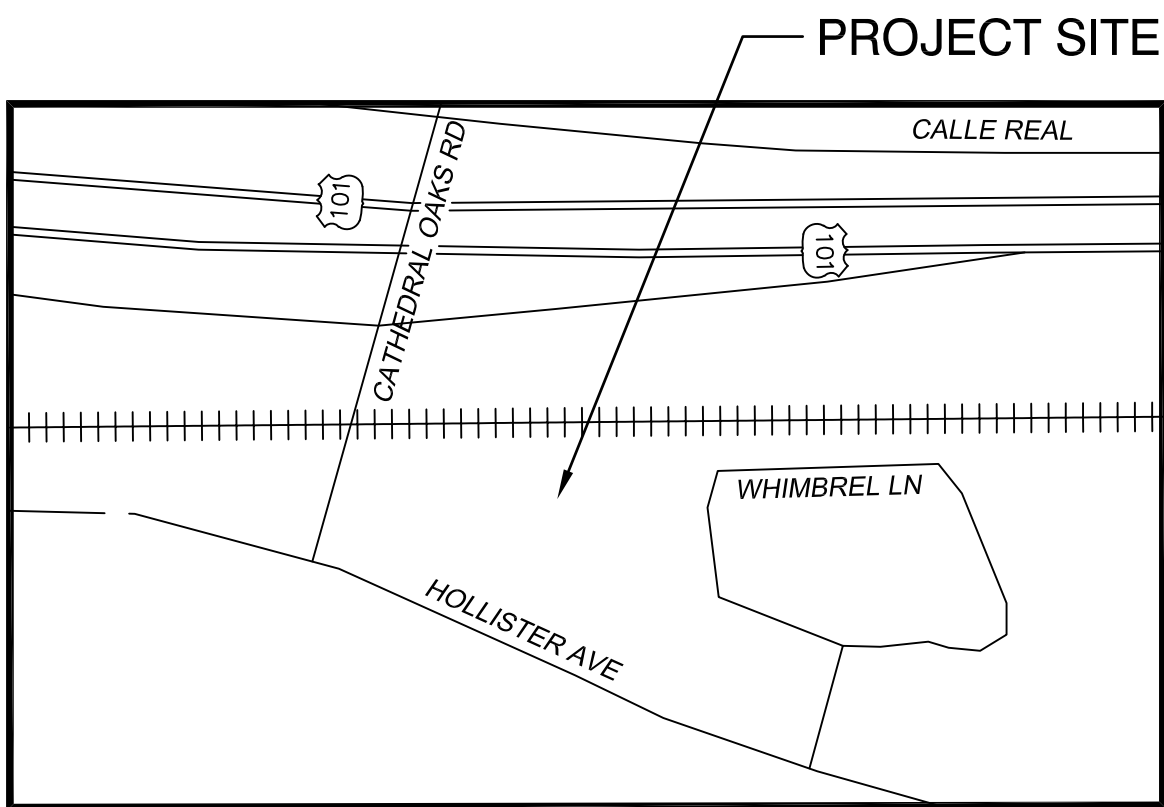 PROJECT SITE
CALLE REAL
CATHEDRAL OAKS RD
101
101
WHIMBREL LN
HOLLISTER AVE